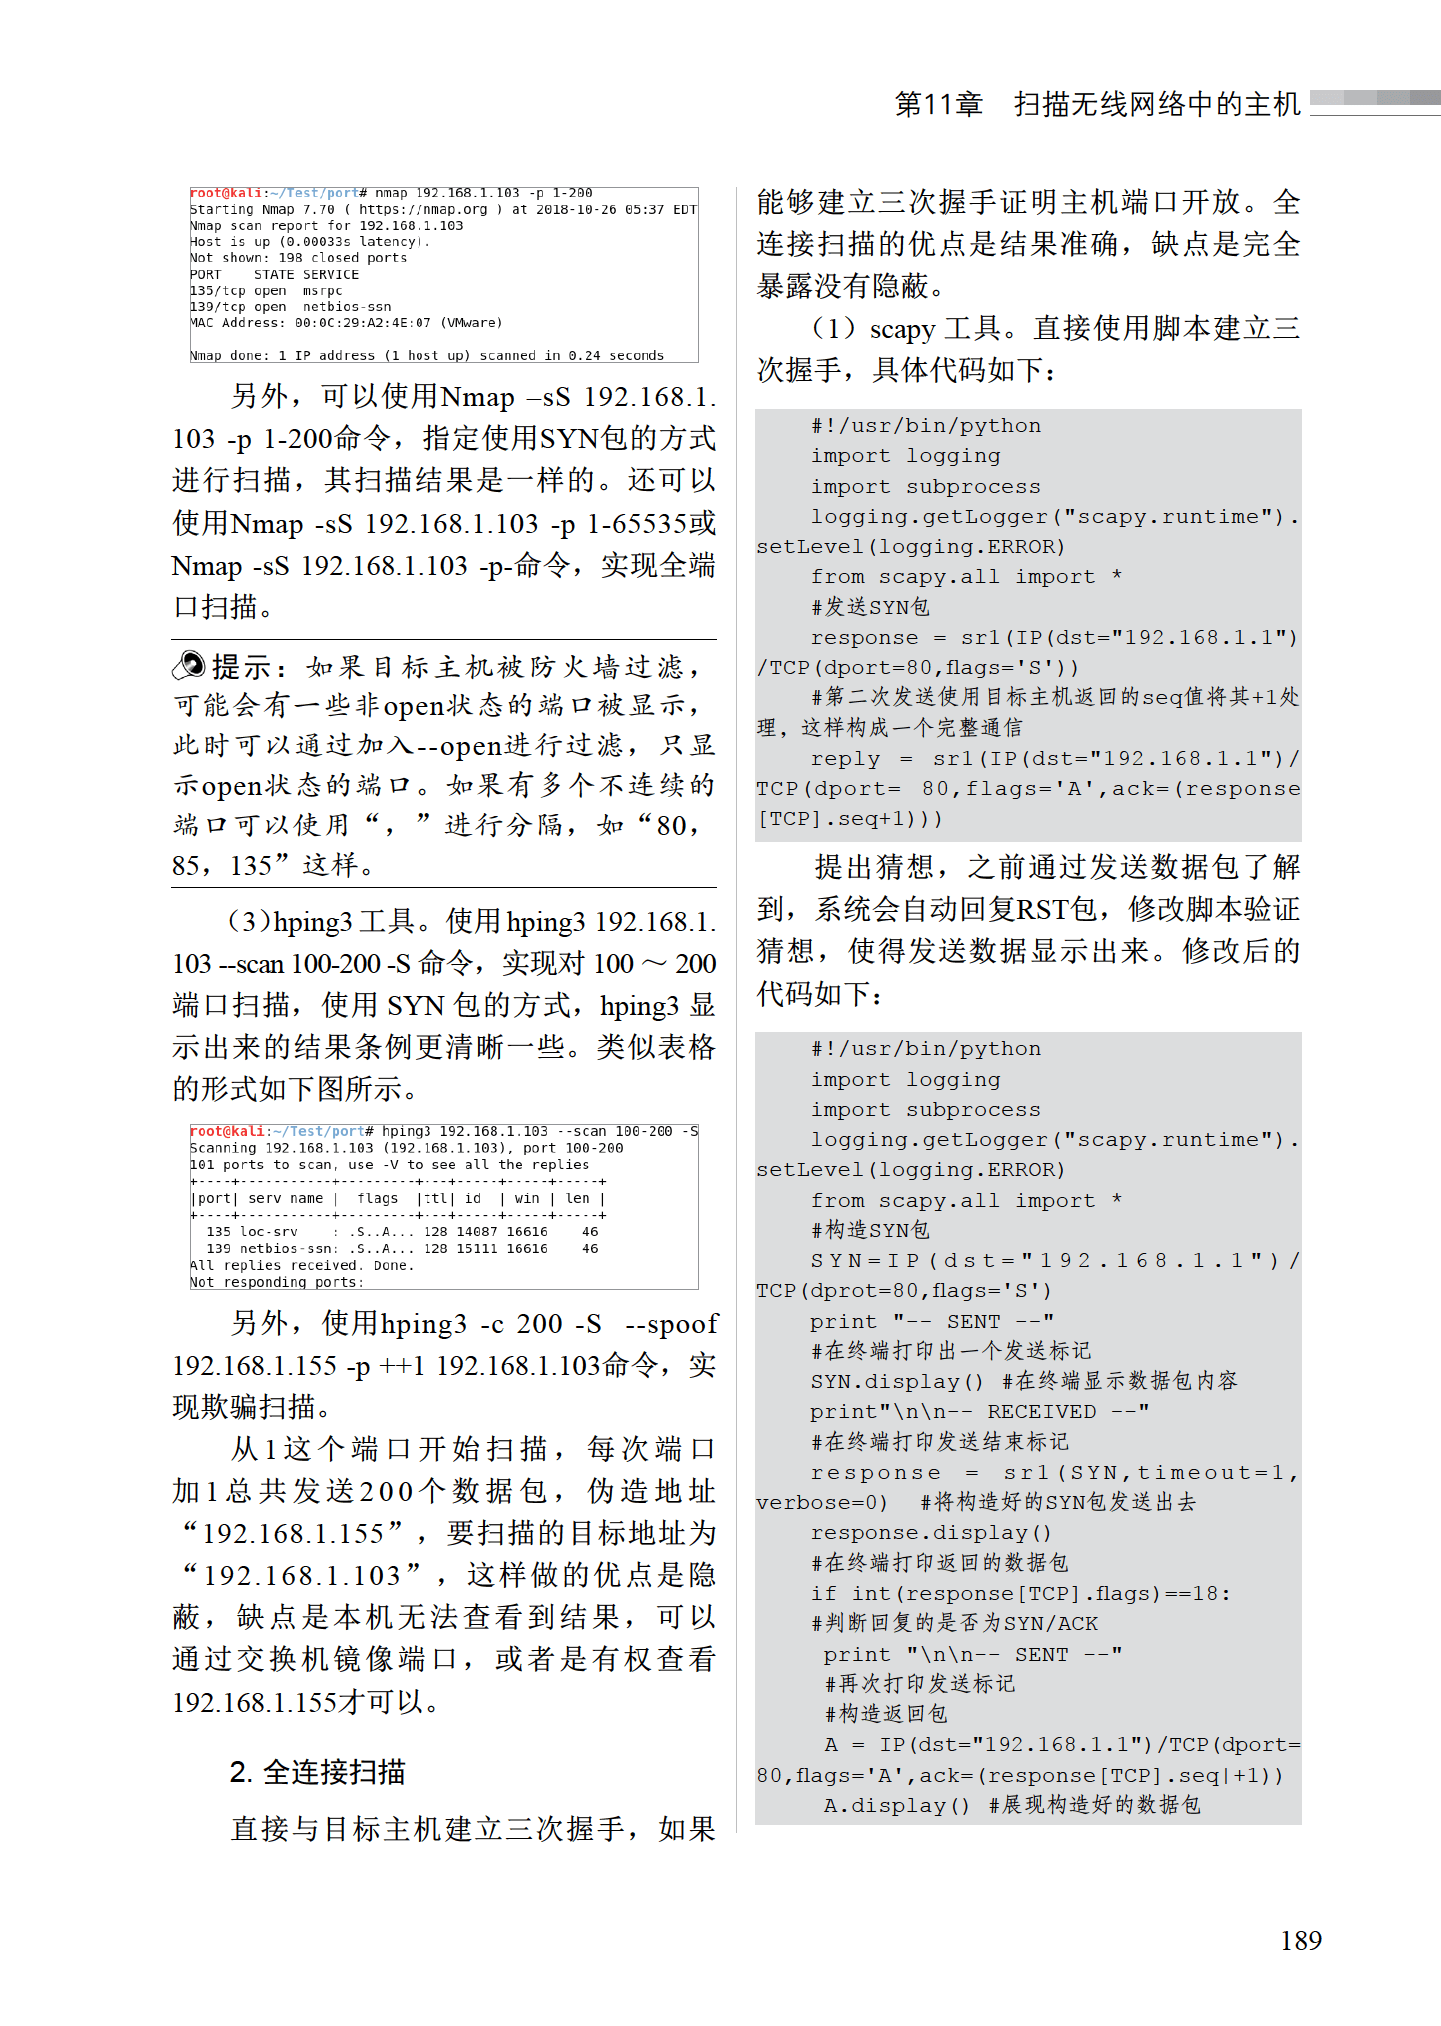 第11章　扫描无线网络中的主机
root@kali:~/Test/port# nmap 192.168.1.103 -p 1-200
Starting Nmap 7.70 ( https://nmap.org ) at 2018-10-26 05:37 EDT
Nmap scan report for 192.168.1.103
Host is up (0.00033s latency).
Not shown: 198 closed ports
PORT    STATE SERVICE
135/tcp open  msrpc
139/tcp open  netbios-ssn
MAC Address: 00:0C:29:A2:4E:07 (VMware)
Nmap done: 1 IP address (1 host up) scanned in 0.24 seconds
另外，可以使用Nmap –sS 192.168.1.
103 -p 1-200命令，指定使用SYN包的方式
进行扫描，其扫描结果是一样的。还可以
使用Nmap -sS 192.168.1.103 -p 1-65535或
Nmap -sS 192.168.1.103 -p-命令，实现全端
口扫描。
提示：如果目标主机被防火墙过滤，
可能会有一些非open状态的端口被显示，
此时可以通过加入--open进行过滤，只显
示open状态的端口。如果有多个不连续的
端口可以使用“，”进行分隔，如“80，
85，135”这样。
（3）hping3 工具。使用 hping3 192.168.1.
103 --scan 100-200 -S 命令，实现对 100 ～ 200
端口扫描，使用 SYN 包的方式，hping3 显
示出来的结果条例更清晰一些。类似表格
的形式如下图所示。
root@kali:~/Test/port# hping3 192.168.1.103 --scan 100-200 -S
Scanning 192.168.1.103 (192.168.1.103), port 100-200
101 ports to scan, use -V to see all the replies
+----+-----------+---------+---+-----+-----+-----+
|port| serv name |  flags  |ttl| id  | win | len |
+----+-----------+---------+---+-----+-----+-----+
  135 loc-srv    : .S..A... 128 14087 16616    46
  139 netbios-ssn: .S..A... 128 15111 16616    46
All replies received. Done.
Not responding ports:
另外，使用hping3 -c 200 -S  --spoof
192.168.1.155 -p ++1 192.168.1.103命令，实
现欺骗扫描。
从1这个端口开始扫描，每次端口
加1总共发送200个数据包，伪造地址
“192.168.1.155”，要扫描的目标地址为
“192.168.1.103”，这样做的优点是隐
蔽，缺点是本机无法查看到结果，可以
通过交换机镜像端口，或者是有权查看
192.168.1.155才可以。
2. 全连接扫描
直接与目标主机建立三次握手，如果
能够建立三次握手证明主机端口开放。全
连接扫描的优点是结果准确，缺点是完全
暴露没有隐蔽。
（1）scapy 工具。直接使用脚本建立三
次握手，具体代码如下：
#!/usr/bin/python
import logging
import subprocess
logging.getLogger("scapy.runtime").
setLevel(logging.ERROR)
from scapy.all import *
#发送SYN包
response = sr1(IP(dst="192.168.1.1")
/TCP(dport=80,flags='S'))
#第二次发送使用目标主机返回的seq值将其+1处
理，这样构成一个完整通信
reply = sr1(IP(dst="192.168.1.1")/
TCP(dport= 80,flags='A',ack=(response
[TCP].seq+1)))
提出猜想，之前通过发送数据包了解
到，系统会自动回复RST包，修改脚本验证
猜想，使得发送数据显示出来。修改后的
代码如下：
#!/usr/bin/python
import logging
import subprocess
logging.getLogger("scapy.runtime").
setLevel(logging.ERROR)
from scapy.all import *
#构造SYN包
SYN=IP(dst="192.168.1.1")/
TCP(dprot=80,flags='S')
print "-- SENT --"
#在终端打印出一个发送标记
SYN.display() #在终端显示数据包内容
print"\n\n-- RECEIVED --"
#在终端打印发送结束标记
response = sr1(SYN,timeout=1,
verbose=0)  #将构造好的SYN包发送出去
response.display()
#在终端打印返回的数据包
if int(response[TCP].flags)==18:
#判断回复的是否为SYN/ACK
print "\n\n-- SENT --"
#再次打印发送标记
#构造返回包
A = IP(dst="192.168.1.1")/TCP(dport=
80,flags='A',ack=(response[TCP].seq|+1))
A.display() #展现构造好的数据包
189